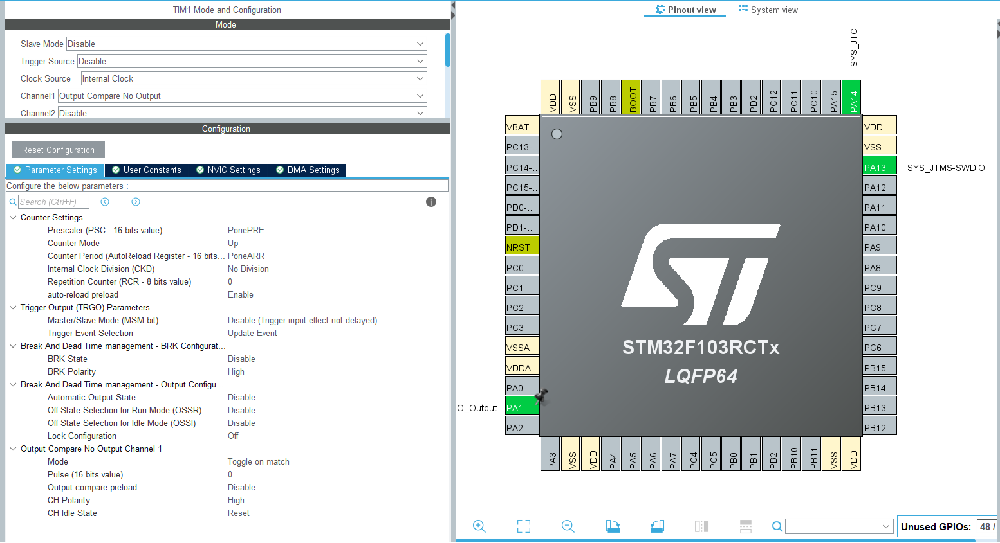 TIM1 Mode and Configuration
Mode
Slave Mode Disable
Trigger Source Disable
Clock Source Internal Clock
Channel1 Output Compare No Output
Channel2 Disable
Configuration
Reset Configuration
Parameter Settings User Constants NVIC Settings DMA Settings
Configure the below parameters :
Search (Ctrl+F)
Counter Settings
Prescaler (PSC - 16 bits value) PonePRE
Counter Mode Up
Counter Period (AutoReload Register - 16 bits... PoneARR
Internal Clock Division (CKD) No Division
Repetition Counter (RCR - 8 bits value) 0
auto-reload preload Enable
Trigger Output (TRGO) Parameters
Master/Slave Mode (MSM bit) Disable (Trigger input effect not delayed)
Trigger Event Selection Update Event
Break And Dead Time management - BRK Configurat...
BRK State Disable
BRK Polarity High
Break And Dead Time management - Output Configu...
Automatic Output State Disable
Off State Selection for Run Mode (OSSR) Disable
Off State Selection for Idle Mode (OSSI) Disable
Lock Configuration Off
Output Compare No Output Channel 1
Mode Toggle on match
Pulse (16 bits value) 0
Output compare preload Disable
CH Polarity High
CH Idle State Reset
Pinout view System view
SYS_JTC
VDD VSS PB9 PB8 BOOT.. PB7 PB6 PB5 PB4 PB3 PD2 PC12 PC11 PC10 PA15 PA14
VBAT
PC13-..
PC14-..
PC15-..
PD0-..
PD1-..
NRST
PC0
PC1
PC2
PC3
VSSA
VDDA
PA0-..
IO_Output PA1
PA2
ST
STM32F103RCTx
LQFP64
VDD
VSS
PA13 SYS_JTMS-SWDIO
PA12
PA11
PA10
PA9
PA8
PC9
PC8
PC7
PC6
PB15
PB14
PB13
PB12
PA3 VSS VDD PA4 PA5 PA6 PA7 PC4 PC5 PB0 PB1 PB2 PB10 PB11 VSS VDD
Unused GPIOs: 48 /